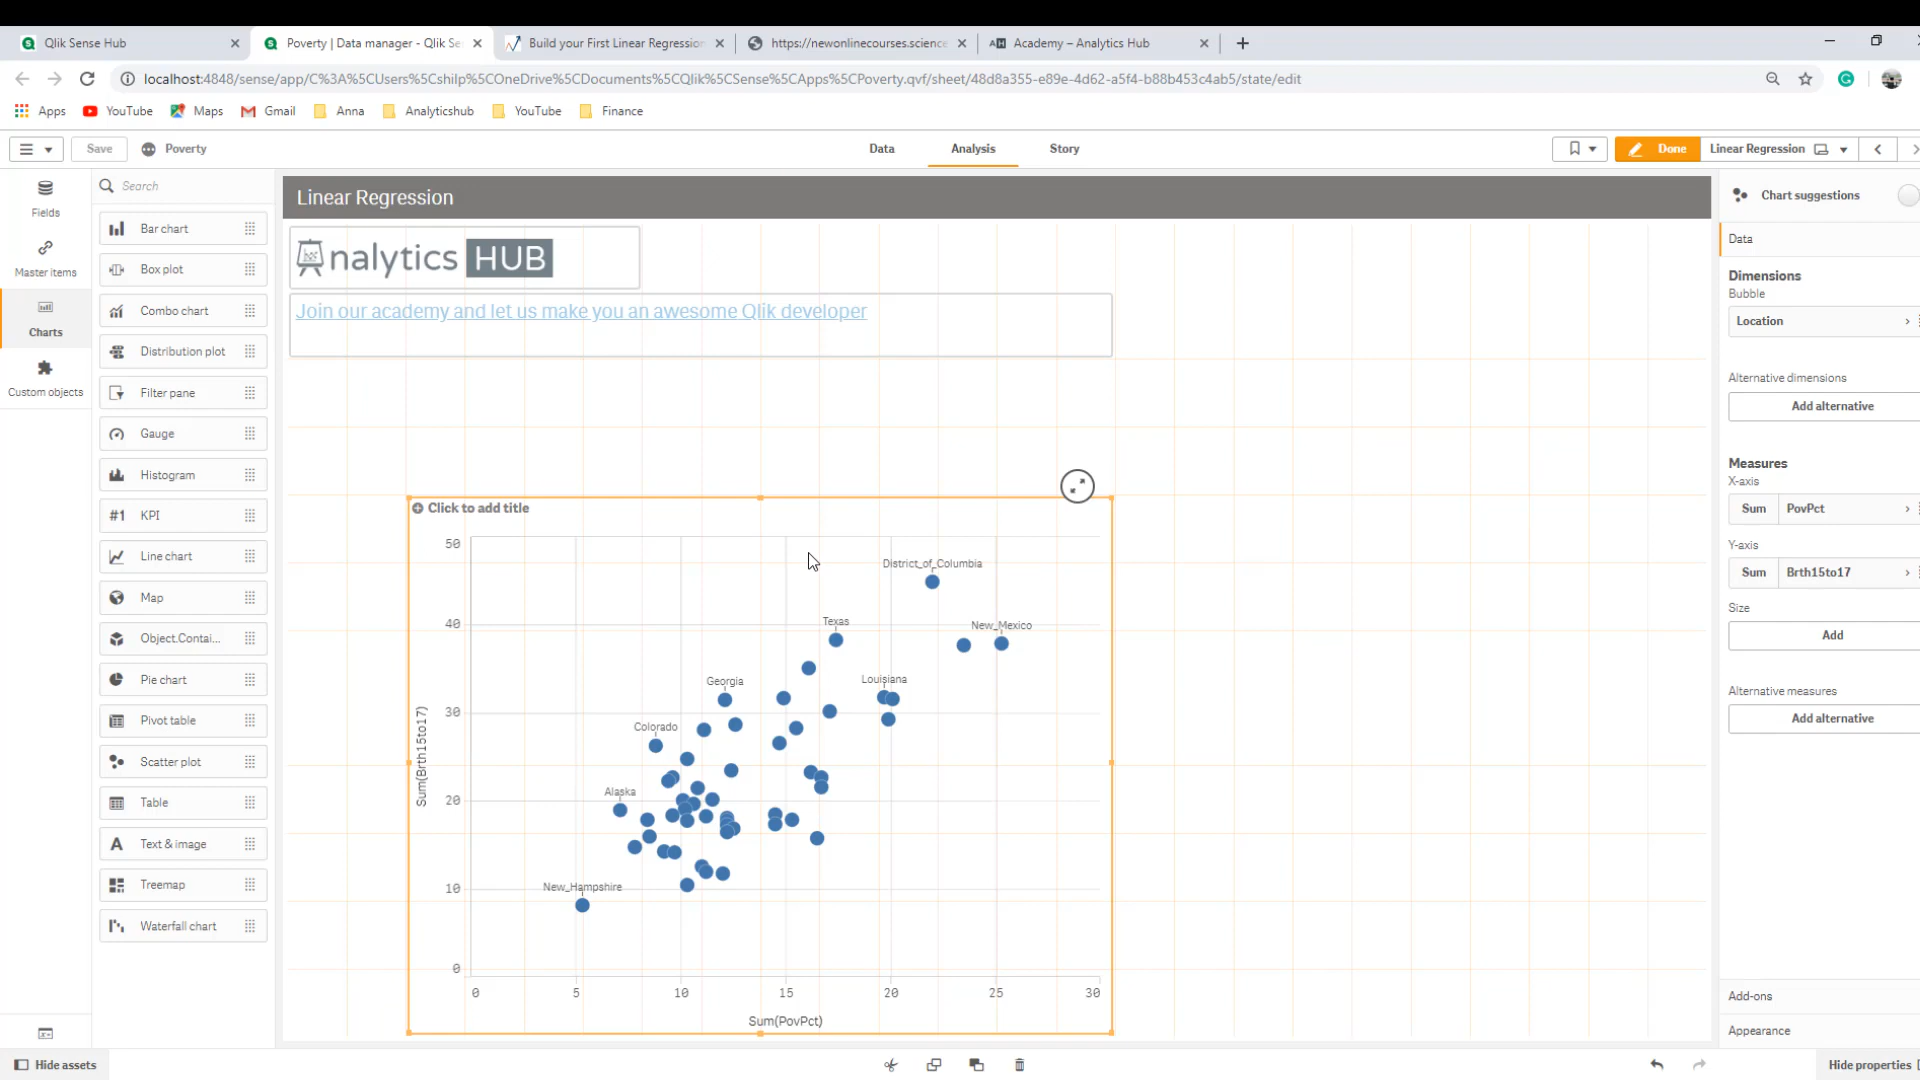 Qlik Sense Hub
Poverty | Data manager - Qlik Se
Build your First Linear Regression
https://newonlinecourses.science
AH Academy – Analytics Hub
localhost:4848/sense/app/C%3A%5CUsers%5Cshilp%5COneDrive%5CDocuments%5CQlik%5CSense%5CApps%5CPoverty.qvf/sheet/48d8a355-e89e-4d62-a5f4-b88b453c4ab5/state/edit
Apps YouTube Maps Gmail Anna Analyticshub YouTube Finance
Save Poverty Data Analysis Story Done Linear Regression
Fields
Master items
Charts
Custom objects
Search
Bar chart
Box plot
Combo chart
Distribution plot
Filter pane
Gauge
Histogram
#1 KPI
Line chart
Map
Object.Contai...
Pie chart
Pivot table
Scatter plot
Table
A Text & image
Treemap
Waterfall chart
Linear Regression
Analytics HUB
Join our academy and let us make you an awesome Qlik developer
Click to add title
50
40
30
20
10
0
Sum(Brth15to17)
District_of_Columbia
Texas
New_Mexico
Georgia
Louisiana
Colorado
Alaska
New_Hampshire
0 5 10 15 20 25 30
Sum(PovPct)
Chart suggestions
Data
Dimensions
Bubble
Location
Alternative dimensions
Add alternative
Measures
X-axis
Sum PovPct
Y-axis
Sum Brth15to17
Size
Add
Alternative measures
Add alternative
Add-ons
Appearance
Hide assets
Hide properties